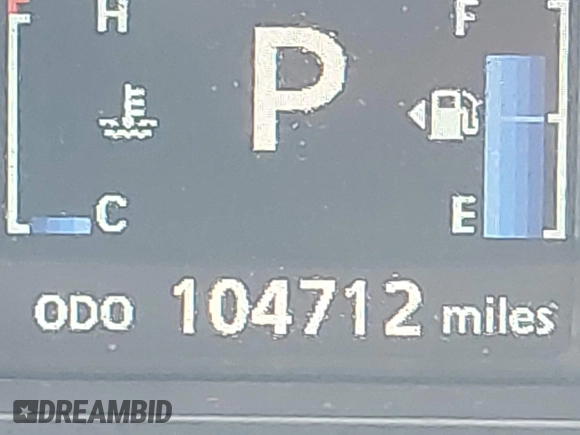 H F
P
C E
ODO 104712 miles
DREAMBID